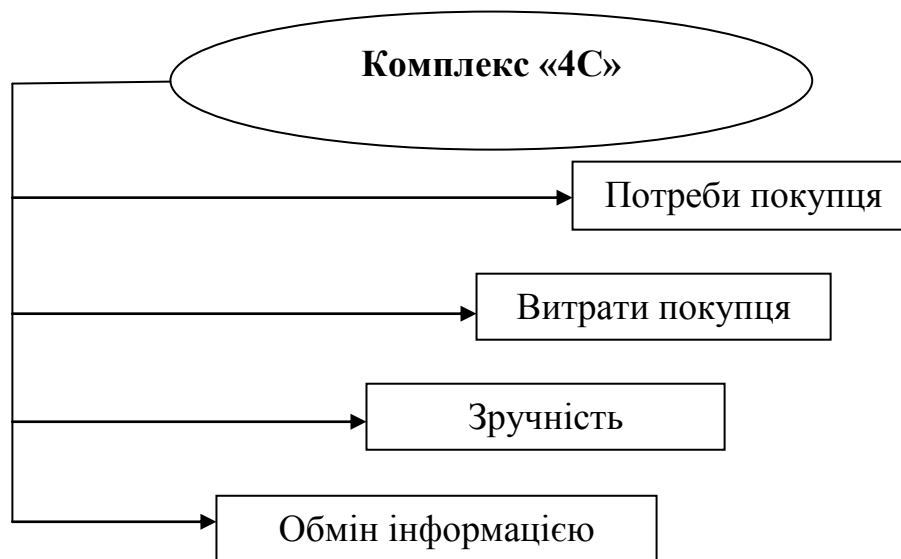 Комплекс «4С»
Потреби покупця
Витрати покупця
Зручність
Обмін інформацією